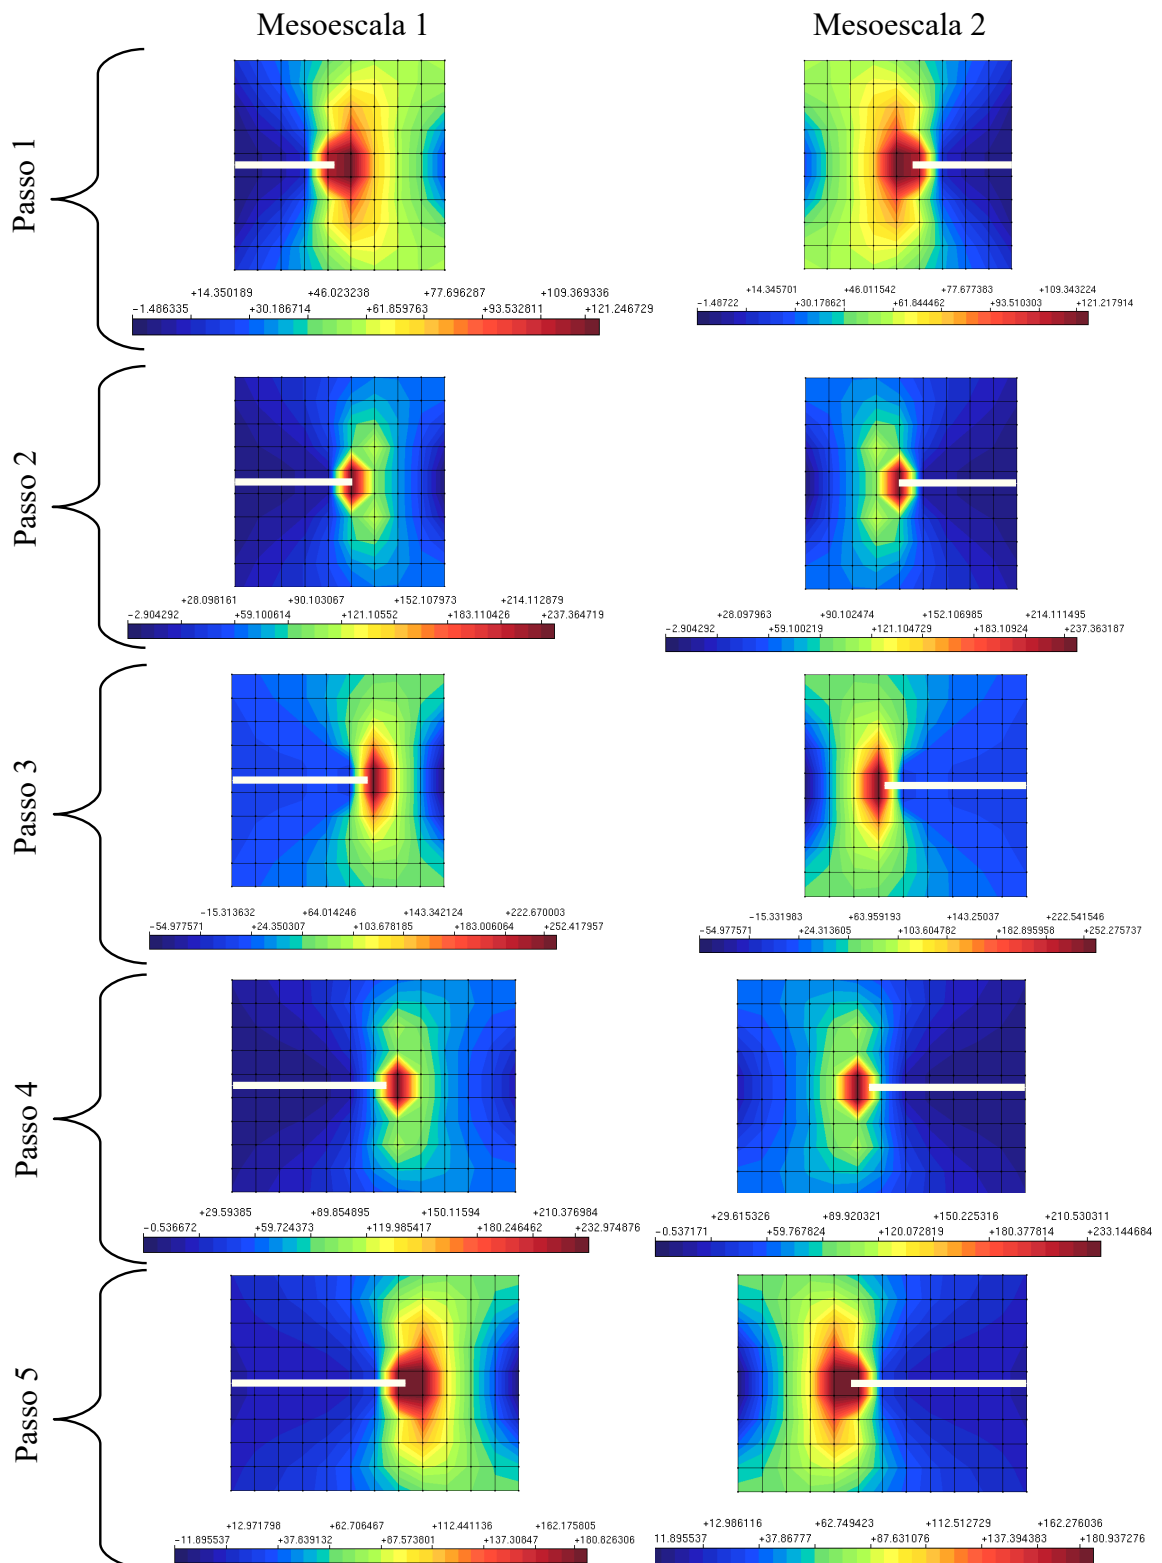 Mesoescala 1
Mesoescala 2
Passo 1
+14.350189 +46.023238 +77.696287 +109.369336
−1.486335 +30.186714 +61.859763 +93.532811 +121.246729
+14.345701 +46.011542 +77.677383 +109.343224
−1.48722 +30.178621 +61.844462 +93.510303 +121.217914
Passo 2
+28.098161 +90.103067 +152.107973 +214.112879
−2.904292 +59.1000614 +121.10552 +183.110426 +237.364719
+28.097963 +90.102474 +152.106985 +214.111495
−2.904292 +59.100219 +121.104729 +183.10924 +237.363187
Passo 3
−15.313632 +64.014246 +143.342124 +222.670003
−54.977571 +24.350307 +103.678185 +183.006064 +252.417957
−15.331983 +63.959193 +143.25037 +222.541546
−54.977571 +24.313605 +103.604782 +182.895958 +252.275737
Passo 4
+29.59385 +89.854895 +150.11594 +210.376984
−0.536672 +59.724373 +119.985417 +180.246462 +232.974876
+29.615326 +89.920321 +150.225316 +210.530311
−0.537171 +59.767824 +120.072819 +180.377814 +233.144684
Passo 5
+12.971798 +62.706467 +112.441136 +162.175805
−11.895537 +37.839132 +87.573801 +137.30847 +180.826306
+12.986116 +62.749423 +112.512729 +162.276036
11.895537 +37.86777 +87.631076 +137.394383 +180.937276